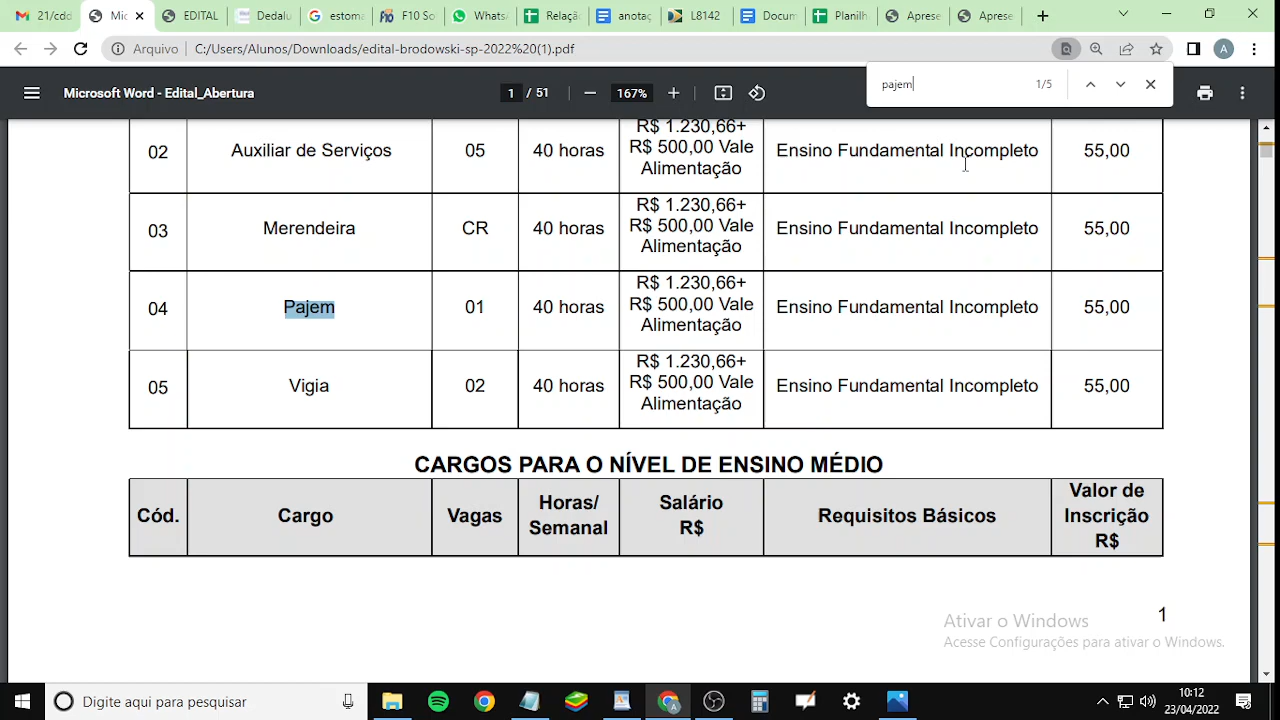 21/cdo
Mic
EDITAL
Dedalu
estoma
F10 So
Whats
Relação
anotaç
L8142
Docum
Planilh
Aprese
Aprese
Arquivo
C:/Users/Alunos/Downloads/edital-brodowski-sp-2022%20(1).pdf
A
pajem
1/5
Microsoft Word - Edital_Abertura
1 / 51
167%
02 Auxiliar de Serviços 05 40 horas R$ 1.230,66+ R$ 500,00 Vale Alimentação Ensino Fundamental Incompleto 55,00
03 Merendeira CR 40 horas R$ 1.230,66+ R$ 500,00 Vale Alimentação Ensino Fundamental Incompleto 55,00
04 Pajem 01 40 horas R$ 1.230,66+ R$ 500,00 Vale Alimentação Ensino Fundamental Incompleto 55,00
05 Vigia 02 40 horas R$ 1.230,66+ R$ 500,00 Vale Alimentação Ensino Fundamental Incompleto 55,00
CARGOS PARA O NÍVEL DE ENSINO MÉDIO
Cód. Cargo Vagas Horas/ Semanal Salário R$ Requisitos Básicos Valor de Inscrição R$
1
Ativar o Windows
Acesse Configurações para ativar o Windows.
Digite aqui para pesquisar
10:12
23/04/2022